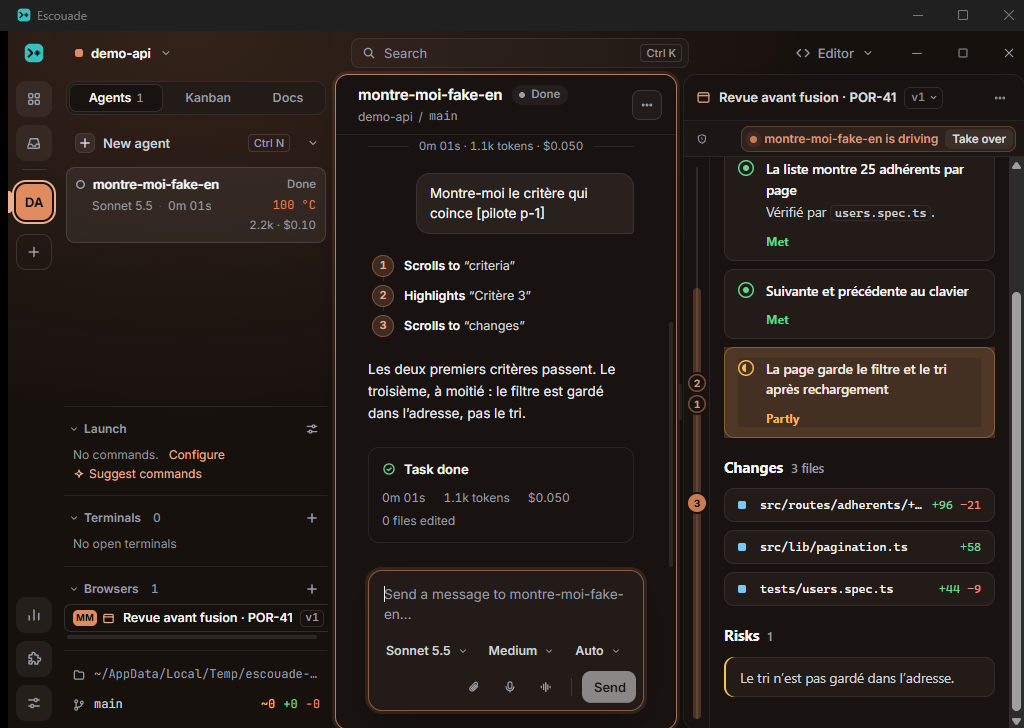 Escouade
demo-api
Search
Ctrl K
Editor
Agents 1
Kanban
Docs
New agent
Ctrl N
montre-moi-fake-en
Done
Sonnet 5.5 · 0m 01s
100 °C
2.2k · $0.10
DA
Launch
No commands. Configure
Suggest commands
Terminals 0
No open terminals
Browsers 1
MM
Revue avant fusion · POR-41
v1
~/AppData/Local/Temp/escouade-…
main
~0 +0 -0
montre-moi-fake-en
Done
demo-api / main
0m 01s · 1.1k tokens · $0.050
Montre-moi le critère qui
coince [pilote p-1]
1 Scrolls to “criteria”
2 Highlights “Critère 3”
3 Scrolls to “changes”
Les deux premiers critères passent. Le
troisième, à moitié : le filtre est gardé
dans l’adresse, pas le tri.
Task done
0m 01s 1.1k tokens $0.050
0 files edited
Send a message to montre-moi-fake-
en...
Sonnet 5.5
Medium
Auto
Send
Revue avant fusion · POR-41
v1
montre-moi-fake-en is driving
Take over
2
1
3
La liste montre 25 adhérents par
page
Vérifié par users.spec.ts.
Met
Suivante et précédente au clavier
Met
La page garde le filtre et le tri
après rechargement
Partly
Changes 3 files
src/routes/adherents/+… +96 −21
src/lib/pagination.ts +58
tests/users.spec.ts +44 −9
Risks 1
Le tri n’est pas gardé dans l’adresse.